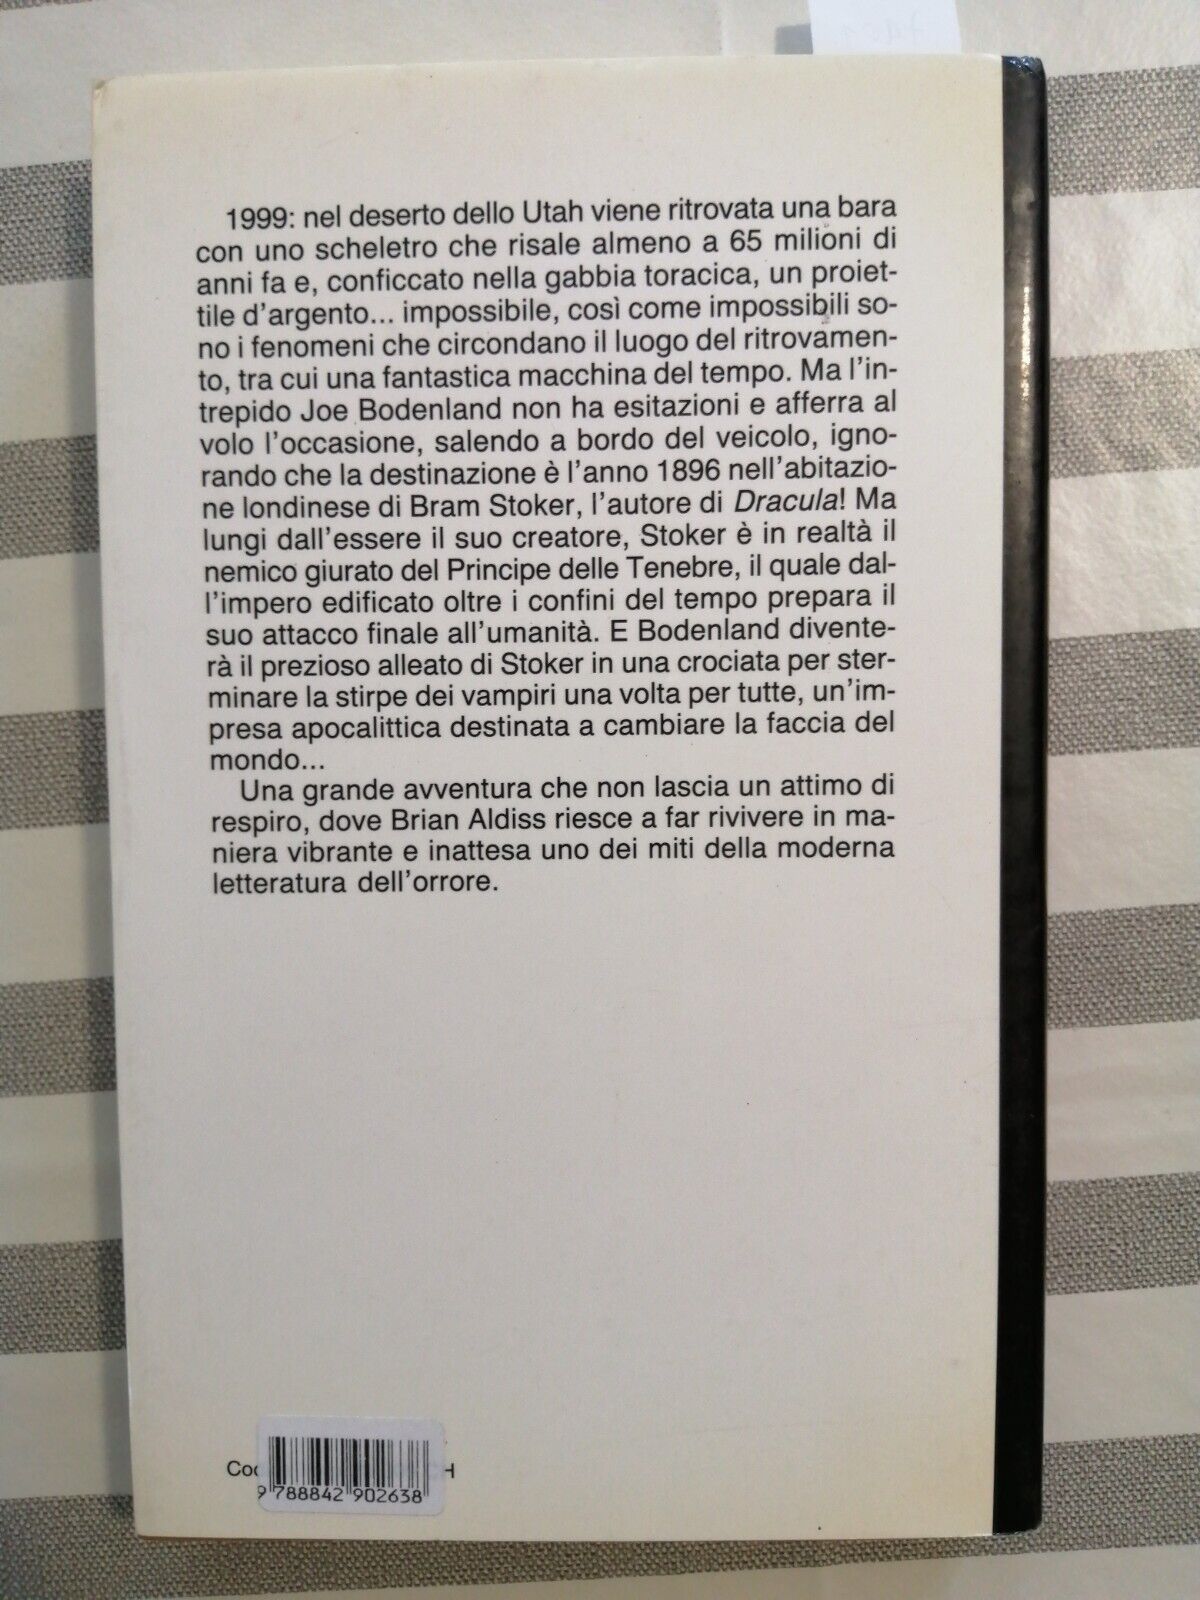 1999: nel deserto dello Utah viene ritrovata una bara
con uno scheletro che risale almeno a 65 milioni di
anni fa e, conficcato nella gabbia toracica, un proiet-
tile d'argento... impossibile, così come impossibili so-
no i fenomeni che circondano il luogo del ritrovamen-
to, tra cui una fantastica macchina del tempo. Ma l'in-
trepido Joe Bodenland non ha esitazioni e afferra al
volo l'occasione, salendo a bordo del veicolo, igno-
rando che la destinazione è l'anno 1896 nell'abitazio-
ne londinese di Bram Stoker, l'autore di Dracula! Ma
lungi dall'essere il suo creatore, Stoker è in realtà il
nemico giurato del Principe delle Tenebre, il quale dal-
l'impero edificato oltre i confini del tempo prepara il
suo attacco finale all'umanità. E Bodenland divente-
rà il prezioso alleato di Stoker in una crociata per ster-
minare la stirpe dei vampiri una volta per tutte, un'im-
presa apocalittica destinata a cambiare la faccia del
mondo...
Una grande avventura che non lascia un attimo di
respiro, dove Brian Aldiss riesce a far rivivere in ma-
niera vibrante e inattesa uno dei miti della moderna
letteratura dell'orrore.
9 788842 902638